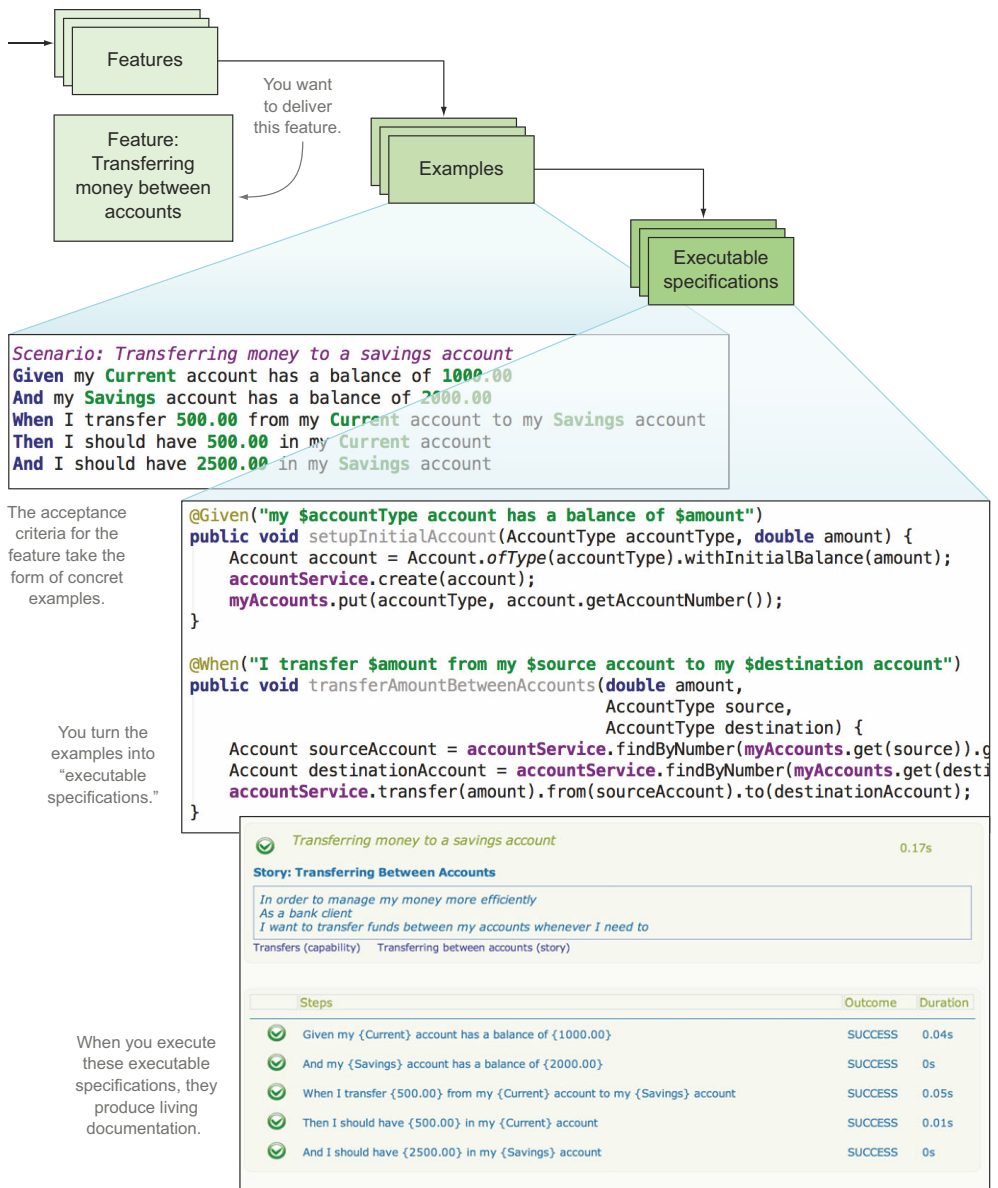 Features
You want
to deliver
this feature.
Feature:
Transferring
money between
accounts
Examples
Executable
specifications
Scenario: Transferring money to a savings account
Given my Current account has a balance of 1000.00
And my Savings account has a balance of 2000.00
When I transfer 500.00 from my Current account to my Savings account
Then I should have 500.00 in my Current account
And I should have 2500.00 in my Savings account
The acceptance
criteria for the
feature take the
form of concret
examples.
@Given("my $accountType account has a balance of $amount")
public void setupInitialAccount(AccountType accountType, double amount) {
    Account account = Account.ofType(accountType).withInitialBalance(amount);
    accountService.create(account);
    myAccounts.put(accountType, account.getAccountNumber());
}
@When("I transfer $amount from my $source account to my $destination account")
public void transferAmountBetweenAccounts(double amount,
                                          AccountType source,
                                          AccountType destination) {
    Account sourceAccount = accountService.findByNumber(myAccounts.get(source)).g
    Account destinationAccount = accountService.findByNumber(myAccounts.get(desti
    accountService.transfer(amount).from(sourceAccount).to(destinationAccount);
}
You turn the
examples into
“executable
specifications.”
Transferring money to a savings account 0.17s
Story: Transferring Between Accounts
In order to manage my money more efficiently
As a bank client
I want to transfer funds between my accounts whenever I need to
Transfers (capability) Transferring between accounts (story)
Steps Outcome Duration
Given my {Current} account has a balance of {1000.00} SUCCESS 0.04s
And my {Savings} account has a balance of {2000.00} SUCCESS 0s
When I transfer {500.00} from my {Current} account to my {Savings} account SUCCESS 0.05s
Then I should have {500.00} in my {Current} account SUCCESS 0.01s
And I should have {2500.00} in my {Savings} account SUCCESS 0s
When you execute
these executable
specifications, they
produce living
documentation.